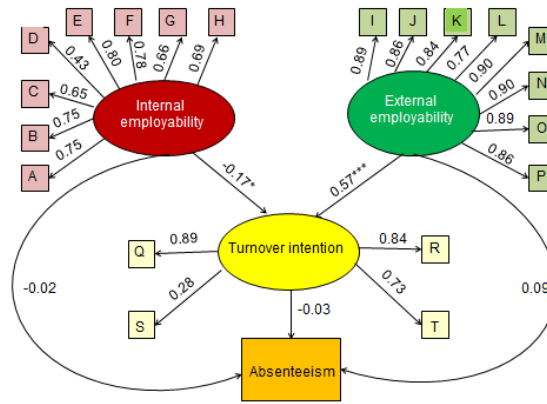 E
F
G
H
I
J
K
L
D
M
0.43
0.80
0.78
0.66
0.69
0.89
0.86
0.84
0.77
0.90
C
0.65
N
0.90
Internal
employability
External
employability
B
0.75
0.89
O
A
0.75
0.86
P
-0.17*
0.57***
Q
0.89
Turnover intention
0.84
R
-0.02
0.09
S
0.28
0.73
T
-0.03
Absenteeism